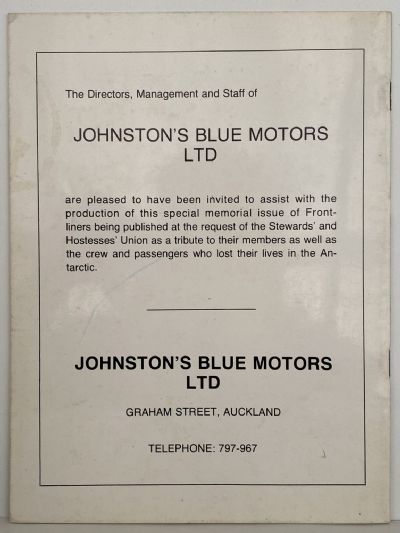 The Directors, Management and Staff of
JOHNSTON'S BLUE MOTORS
LTD
are pleased to have been invited to assist with the
production of this special memorial issue of Front-
liners being published at the request of the Stewards' and
Hostesses' Union as a tribute to their members as well as
the crew and passengers who lost their lives in the An-
tarctic.
JOHNSTON'S BLUE MOTORS
LTD
GRAHAM STREET, AUCKLAND
TELEPHONE: 797-967